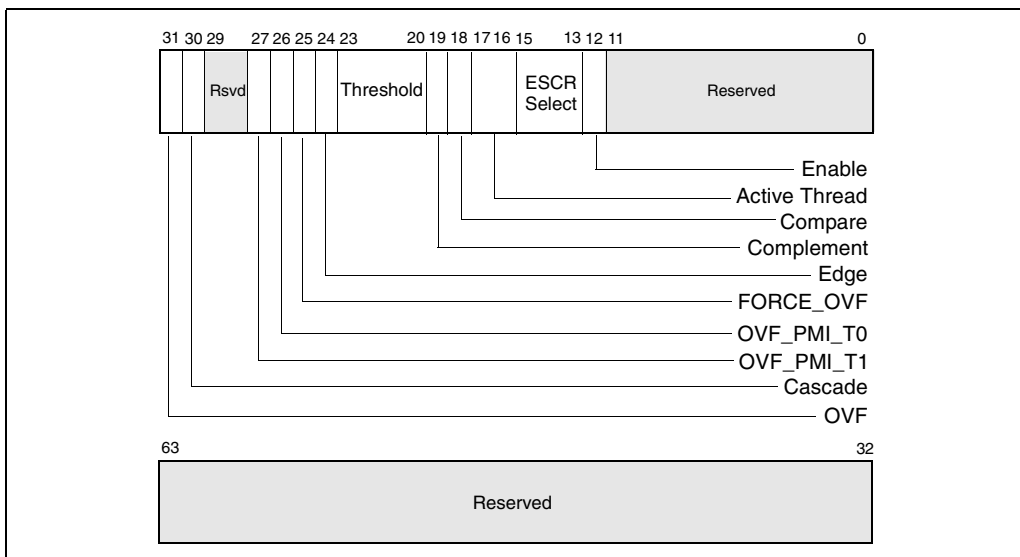 31 30 29 27 26 25 24 23 20 19 18 17 16 15 13 12 11 0
Rsvd Threshold ESCR Select Reserved
Enable
Active Thread
Compare
Complement
Edge
FORCE_OVF
OVF_PMI_T0
OVF_PMI_T1
Cascade
OVF
63 32
Reserved